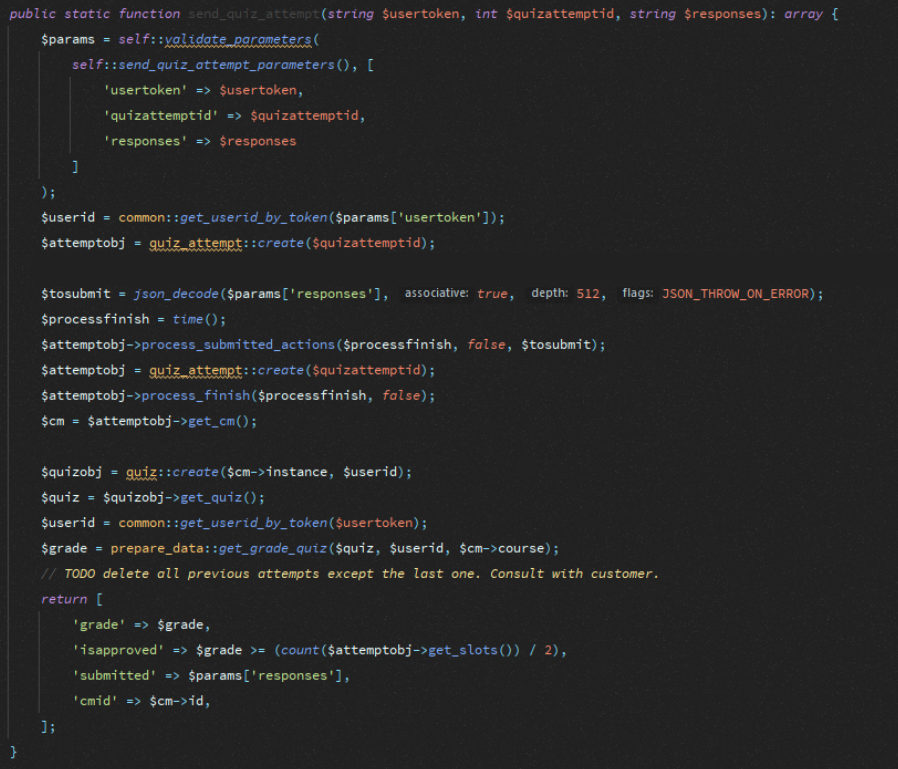 public static function send_quiz_attempt(string $usertoken, int $quizattemptid, string $responses): array {
$params = self::validate_parameters(
self::send_quiz_attempt_parameters(), [
'usertoken' => $usertoken,
'quizattemptid' => $quizattemptid,
'responses' => $responses
]
);
$userid = common::get_userid_by_token($params['usertoken']);
$attemptobj = quiz_attempt::create($quizattemptid);
$tosubmit = json_decode($params['responses'], associative: true, depth: 512, flags: JSON_THROW_ON_ERROR);
$processfinish = time();
$attemptobj->process_submitted_actions($processfinish, false, $tosubmit);
$attemptobj = quiz_attempt::create($quizattemptid);
$attemptobj->process_finish($processfinish, false);
$cm = $attemptobj->get_cm();
$quizobj = quiz::create($cm->instance, $userid);
$quiz = $quizobj->get_quiz();
$userid = common::get_userid_by_token($usertoken);
$grade = prepare_data::get_grade_quiz($quiz, $userid, $cm->course);
// TODO delete all previous attempts except the last one. Consult with customer.
return [
'grade' => $grade,
'isapproved' => $grade >= (count($attemptobj->get_slots()) / 2),
'submitted' => $params['responses'],
'cmid' => $cm->id,
];
}